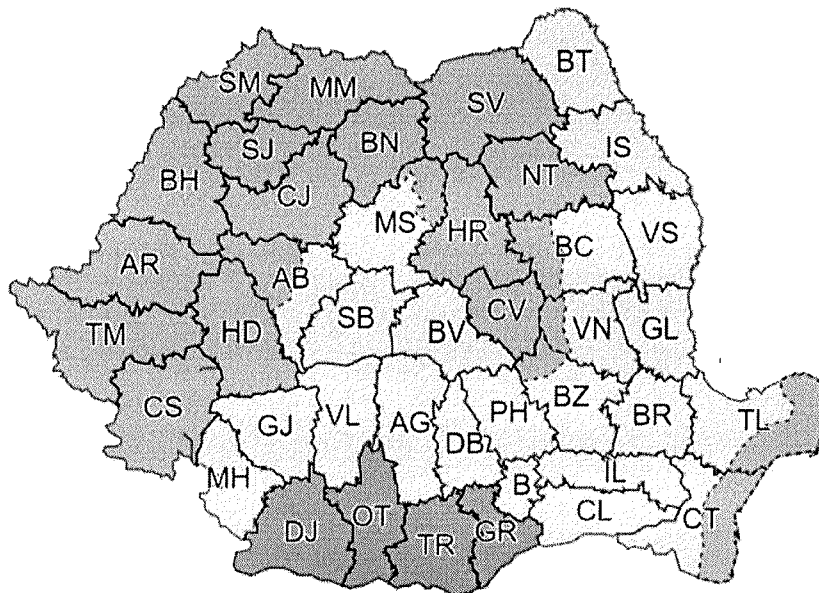 BT
SM
MM
SV
SJ
BN
IS
BH
CJ
NT
MS
HR
BC
VS
AR
AB
SB
BV
CV
VN
GL
TM
HD
CS
GJ
VL
AG
DB
PH
BZ
BR
TL
MH
B
IL
CL
CT
DJ
OT
TR
GR